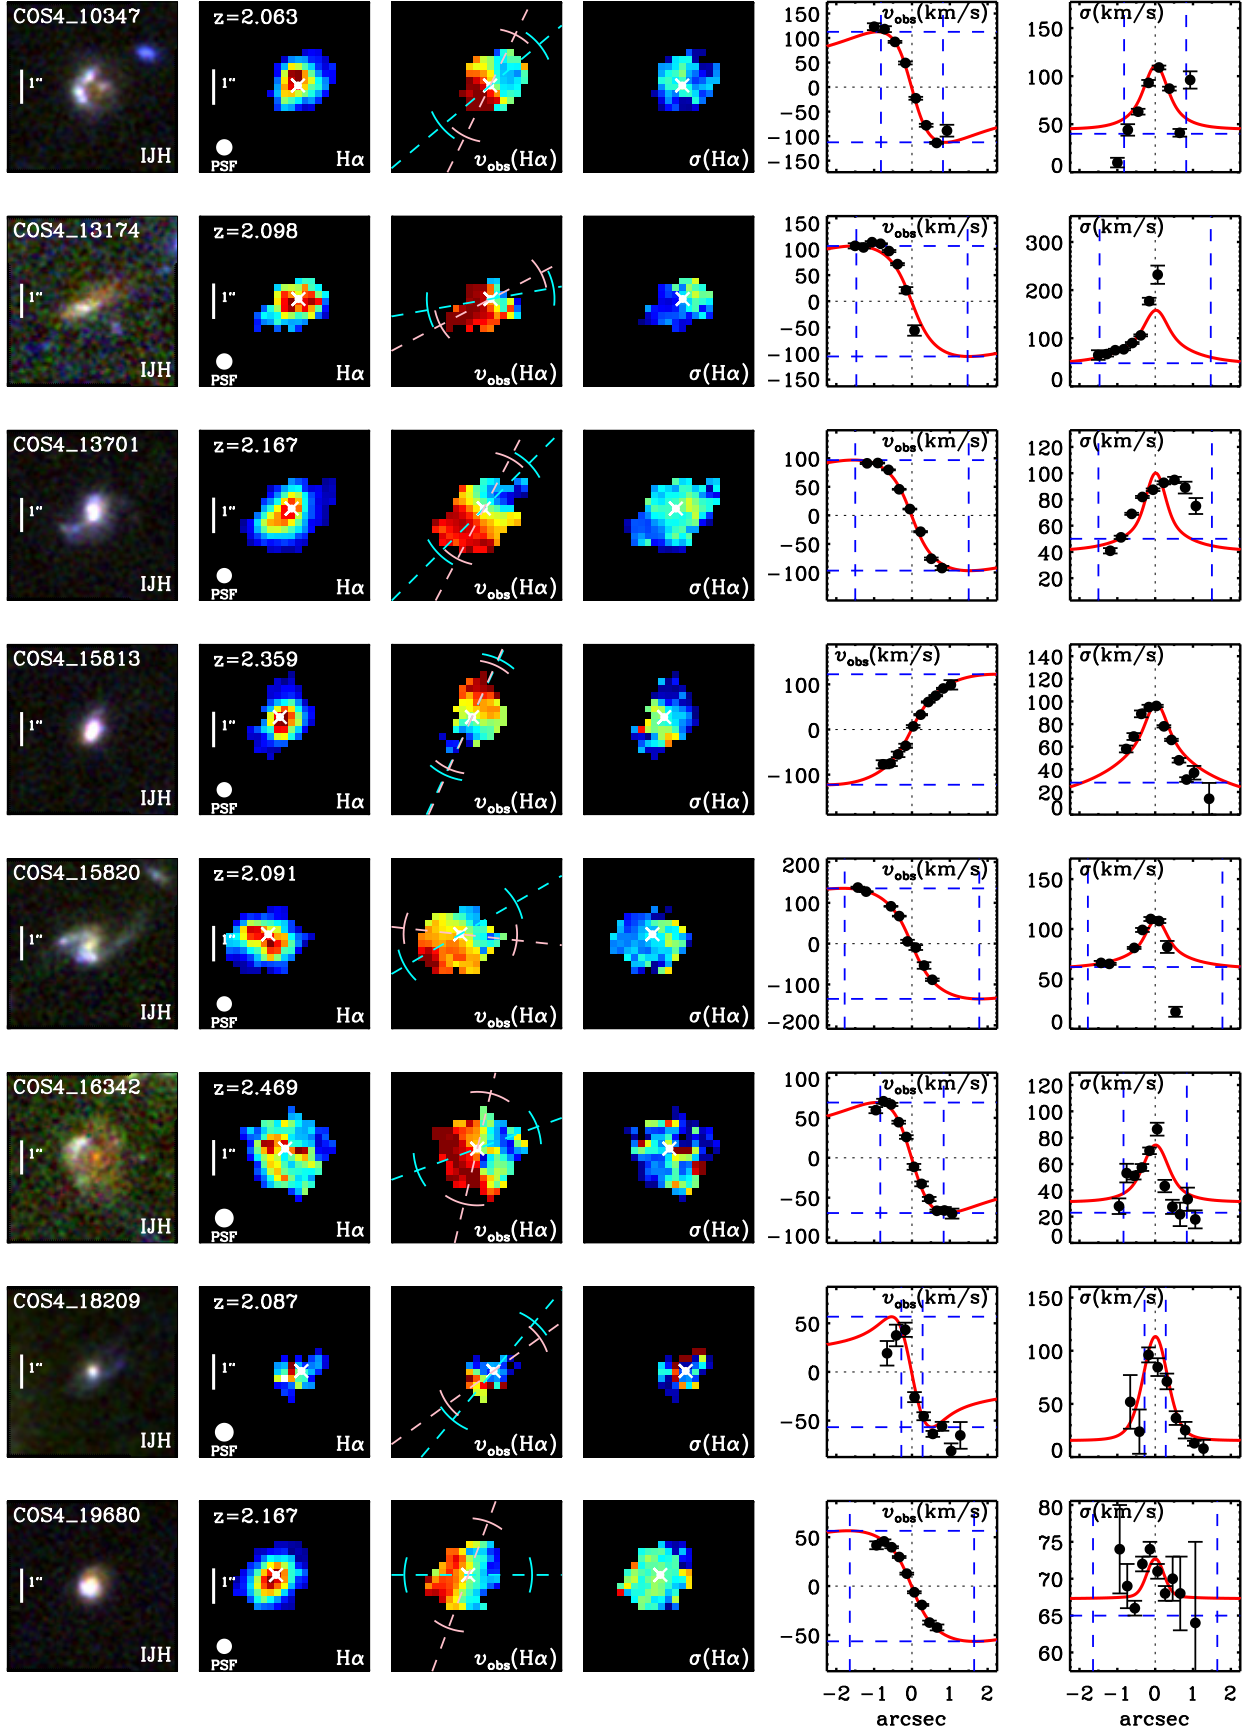 COS4_10347 z=2.063 v_obs(km/s) σ(km/s)
1" 1"
IJH PSF Hα v_obs(Hα) σ(Hα)
150 100 50 0 −50 −100 −150
150 100 50 0
COS4_13174 z=2.098 v_obs(km/s) σ(km/s)
1" 1"
IJH PSF Hα v_obs(Hα) σ(Hα)
150 100 50 0 −50 −100 −150
300 200 100 0
COS4_13701 z=2.167 v_obs(km/s) σ(km/s)
1" 1"
IJH PSF Hα v_obs(Hα) σ(Hα)
100 50 0 −50 −100
120 100 80 60 40 20
COS4_15813 z=2.359 v_obs(km/s) σ(km/s)
1" 1"
IJH PSF Hα v_obs(Hα) σ(Hα)
100 0 −100
140 120 100 80 60 40 20 0
COS4_15820 z=2.091 v_obs(km/s) σ(km/s)
1" 1"
IJH PSF Hα v_obs(Hα) σ(Hα)
200 100 0 −100 −200
150 100 50 0
COS4_16342 z=2.469 v_obs(km/s) σ(km/s)
1" 1"
IJH PSF Hα v_obs(Hα) σ(Hα)
100 50 0 −50 −100
120 100 80 60 40 20 0
COS4_18209 z=2.087 v_obs(km/s) σ(km/s)
1" 1"
IJH PSF Hα v_obs(Hα) σ(Hα)
50 0 −50
150 100 50 0
COS4_19680 z=2.167 v_obs(km/s) σ(km/s)
1" 1"
IJH PSF Hα v_obs(Hα) σ(Hα)
50 0 −50
80 75 70 65 60
−2 −1 0 1 2 −2 −1 0 1 2
arcsec arcsec